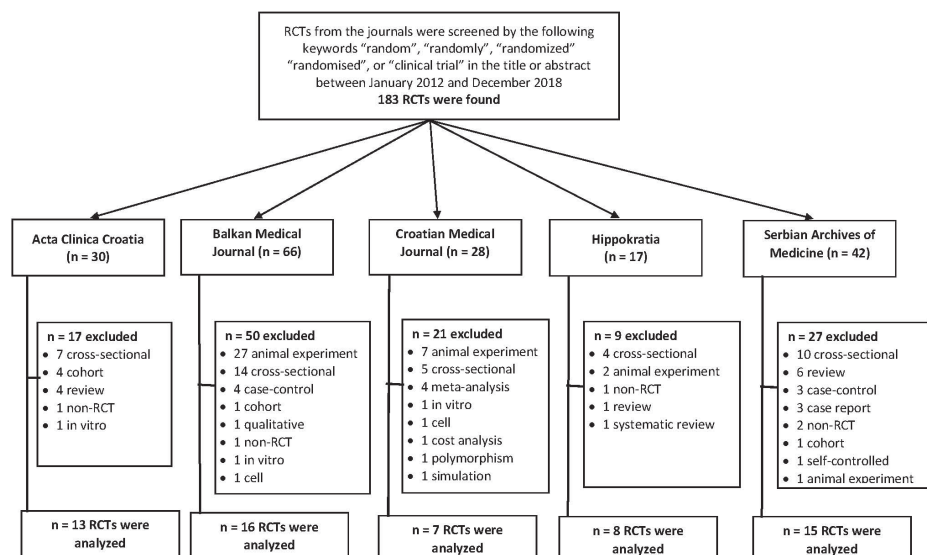 RCTs from the journals were screened by the following
keywords “random”, “randomly”, “randomized”
“randomised”, or “clinical trial” in the title or abstract
between January 2012 and December 2018
183 RCTs were found
Acta Clinica Croatia
(n = 30)
n = 17 excluded
• 7 cross-sectional
• 4 cohort
• 4 review
• 1 non-RCT
• 1 in vitro
n = 13 RCTs were
analyzed
Balkan Medical
Journal (n = 66)
n = 50 excluded
• 27 animal experiment
• 14 cross-sectional
• 4 case-control
• 1 cohort
• 1 qualitative
• 1 non-RCT
• 1 in vitro
• 1 cell
n = 16 RCTs were
analyzed
Croatian Medical
Journal (n = 28)
n = 21 excluded
• 7 animal experiment
• 5 cross-sectional
• 4 meta-analysis
• 1 in vitro
• 1 cell
• 1 cost analysis
• 1 polymorphism
• 1 simulation
n = 7 RCTs were
analyzed
Hippokratia
(n = 17)
n = 9 excluded
• 4 cross-sectional
• 2 animal experiment
• 1 non-RCT
• 1 review
• 1 systematic review
n = 8 RCTs were
analyzed
Serbian Archives of
Medicine (n = 42)
n = 27 excluded
• 10 cross-sectional
• 6 review
• 3 case-control
• 3 case report
• 2 non-RCT
• 1 cohort
• 1 self-controlled
• 1 animal experiment
n = 15 RCTs were
analyzed